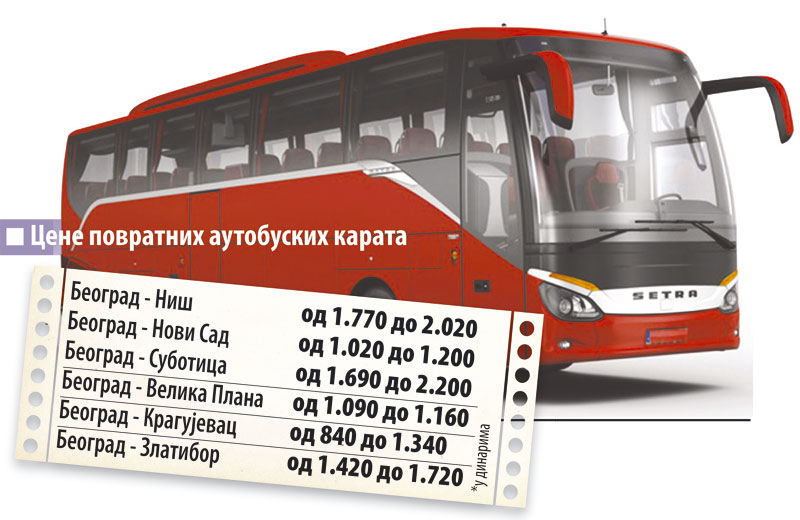 Цене повратних аутобуских карата
SETRA
Београд - Ниш од 1.770 до 2.020
Београд - Нови Сад од 1.020 до 1.200
Београд - Суботица од 1.690 до 2.200
Београд - Велика Плана од 1.090 до 1.160
Београд - Крагујевац од 840 до 1.340
Београд - Златибор од 1.420 до 1.720
*у динарима